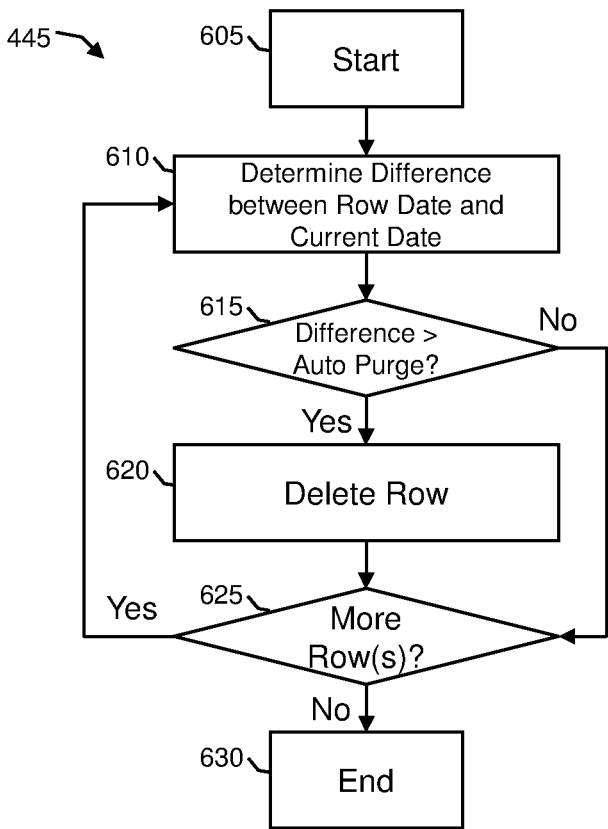 445
605
Start
610
Determine Difference
between Row Date and
Current Date
615
Difference >
Auto Purge?
No
Yes
620
Delete Row
Yes
625
More
Row(s)?
No
630
End